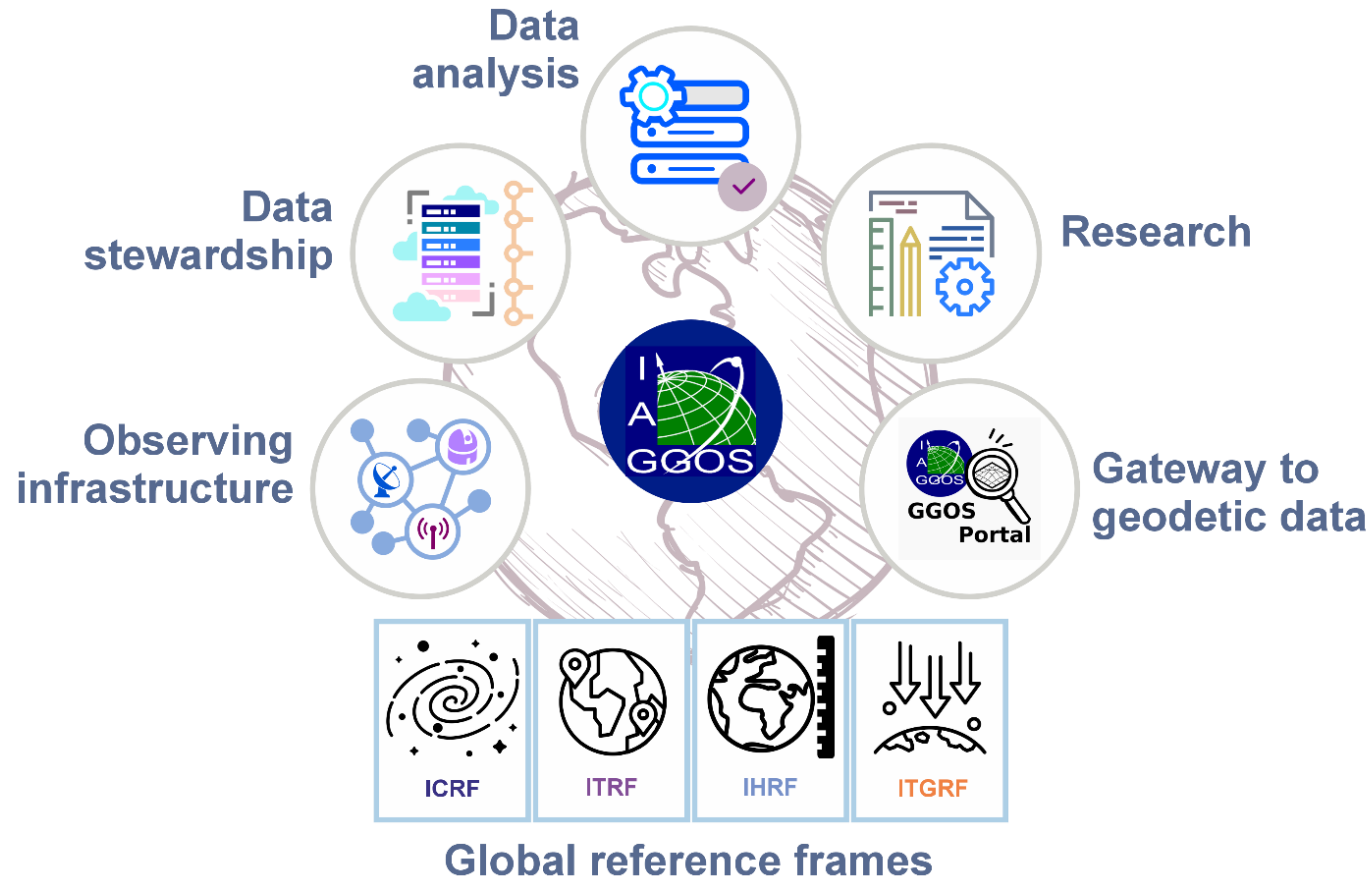 Data
analysis
Data
stewardship
Research
Observing
infrastructure
I
A
GGOS
Gateway to
geodetic data
I
A
GGOS
GGOS
Portal
ICRF
ITRF
IHRF
ITGRF
Global reference frames